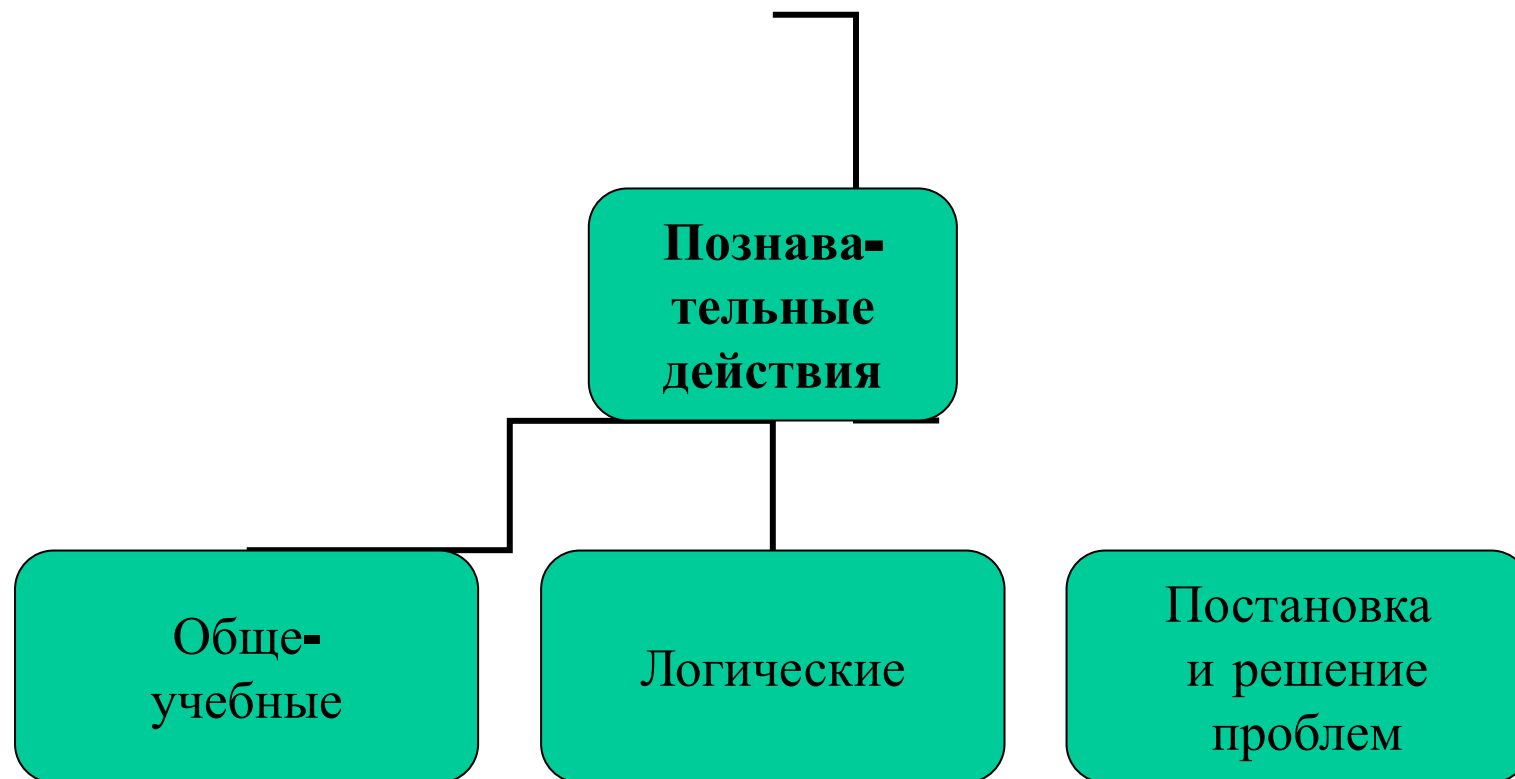 Познава-
тельные
действия
Обще-
учебные
Логические
Постановка
и решение
проблем